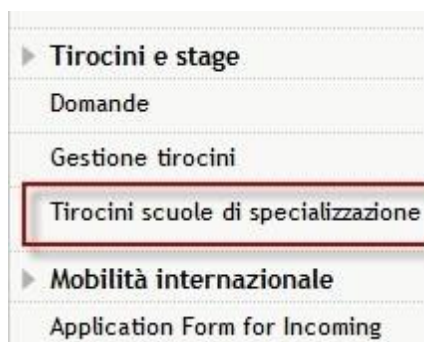 Tirocini e stage
Domande
Gestione tirocini
Tirocini scuole di specializzazione
Mobilità internazionale
Application Form for Incoming